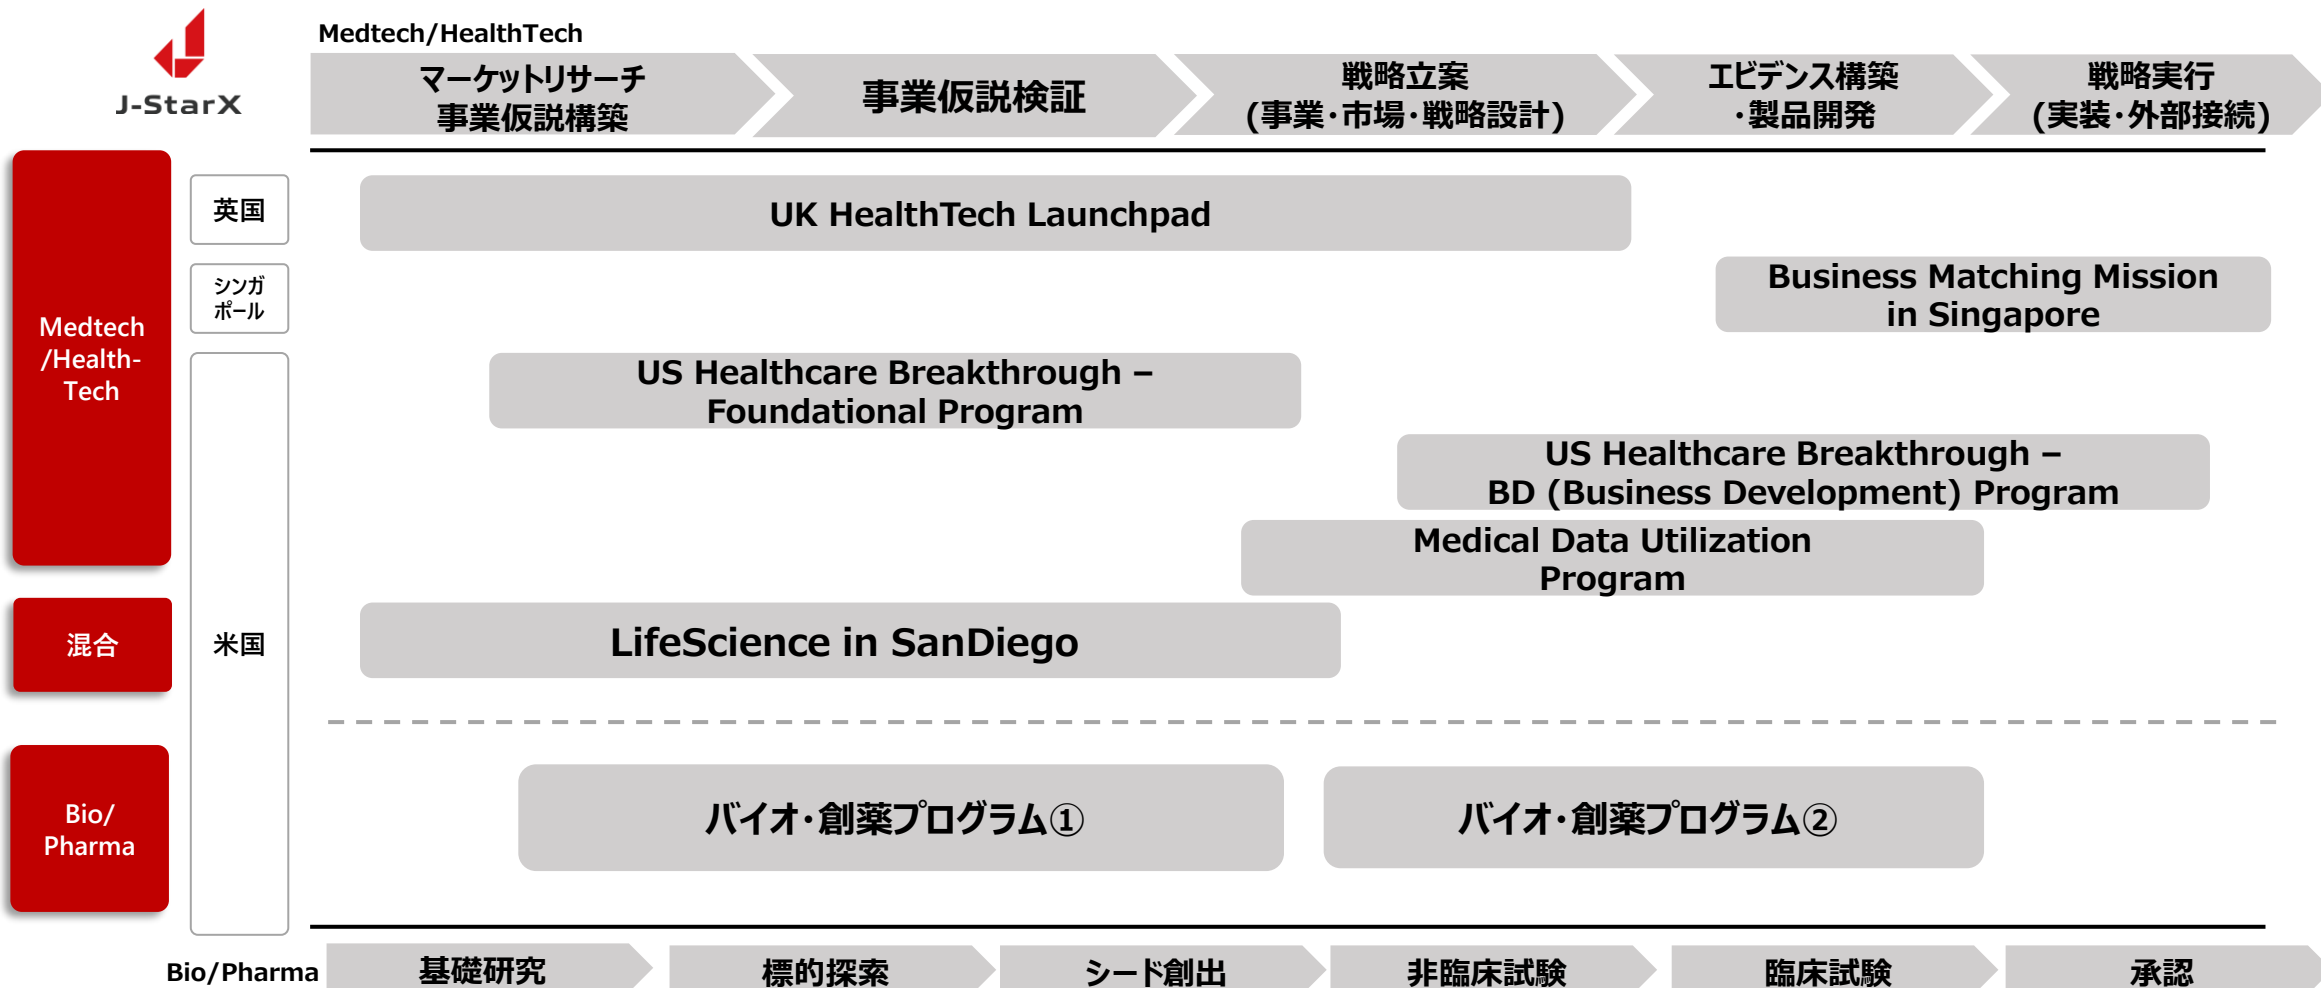 J-StarX
Medtech/HealthTech
マーケットリサーチ
事業仮説構築
事業仮説検証
戦略立案
(事業・市場・戦略設計)
エビデンス構築
・製品開発
戦略実行
(実装・外部接続)
Medtech
/Health-
Tech
英国
UK HealthTech Launchpad
シンガ
ポール
Business Matching Mission
in Singapore
米国
US Healthcare Breakthrough –
Foundational Program
US Healthcare Breakthrough –
BD (Business Development) Program
Medical Data Utilization
Program
混合
LifeScience in SanDiego
Bio/
Pharma
バイオ・創薬プログラム①
バイオ・創薬プログラム②
Bio/Pharma
基礎研究
標的探索
シード創出
非臨床試験
臨床試験
承認